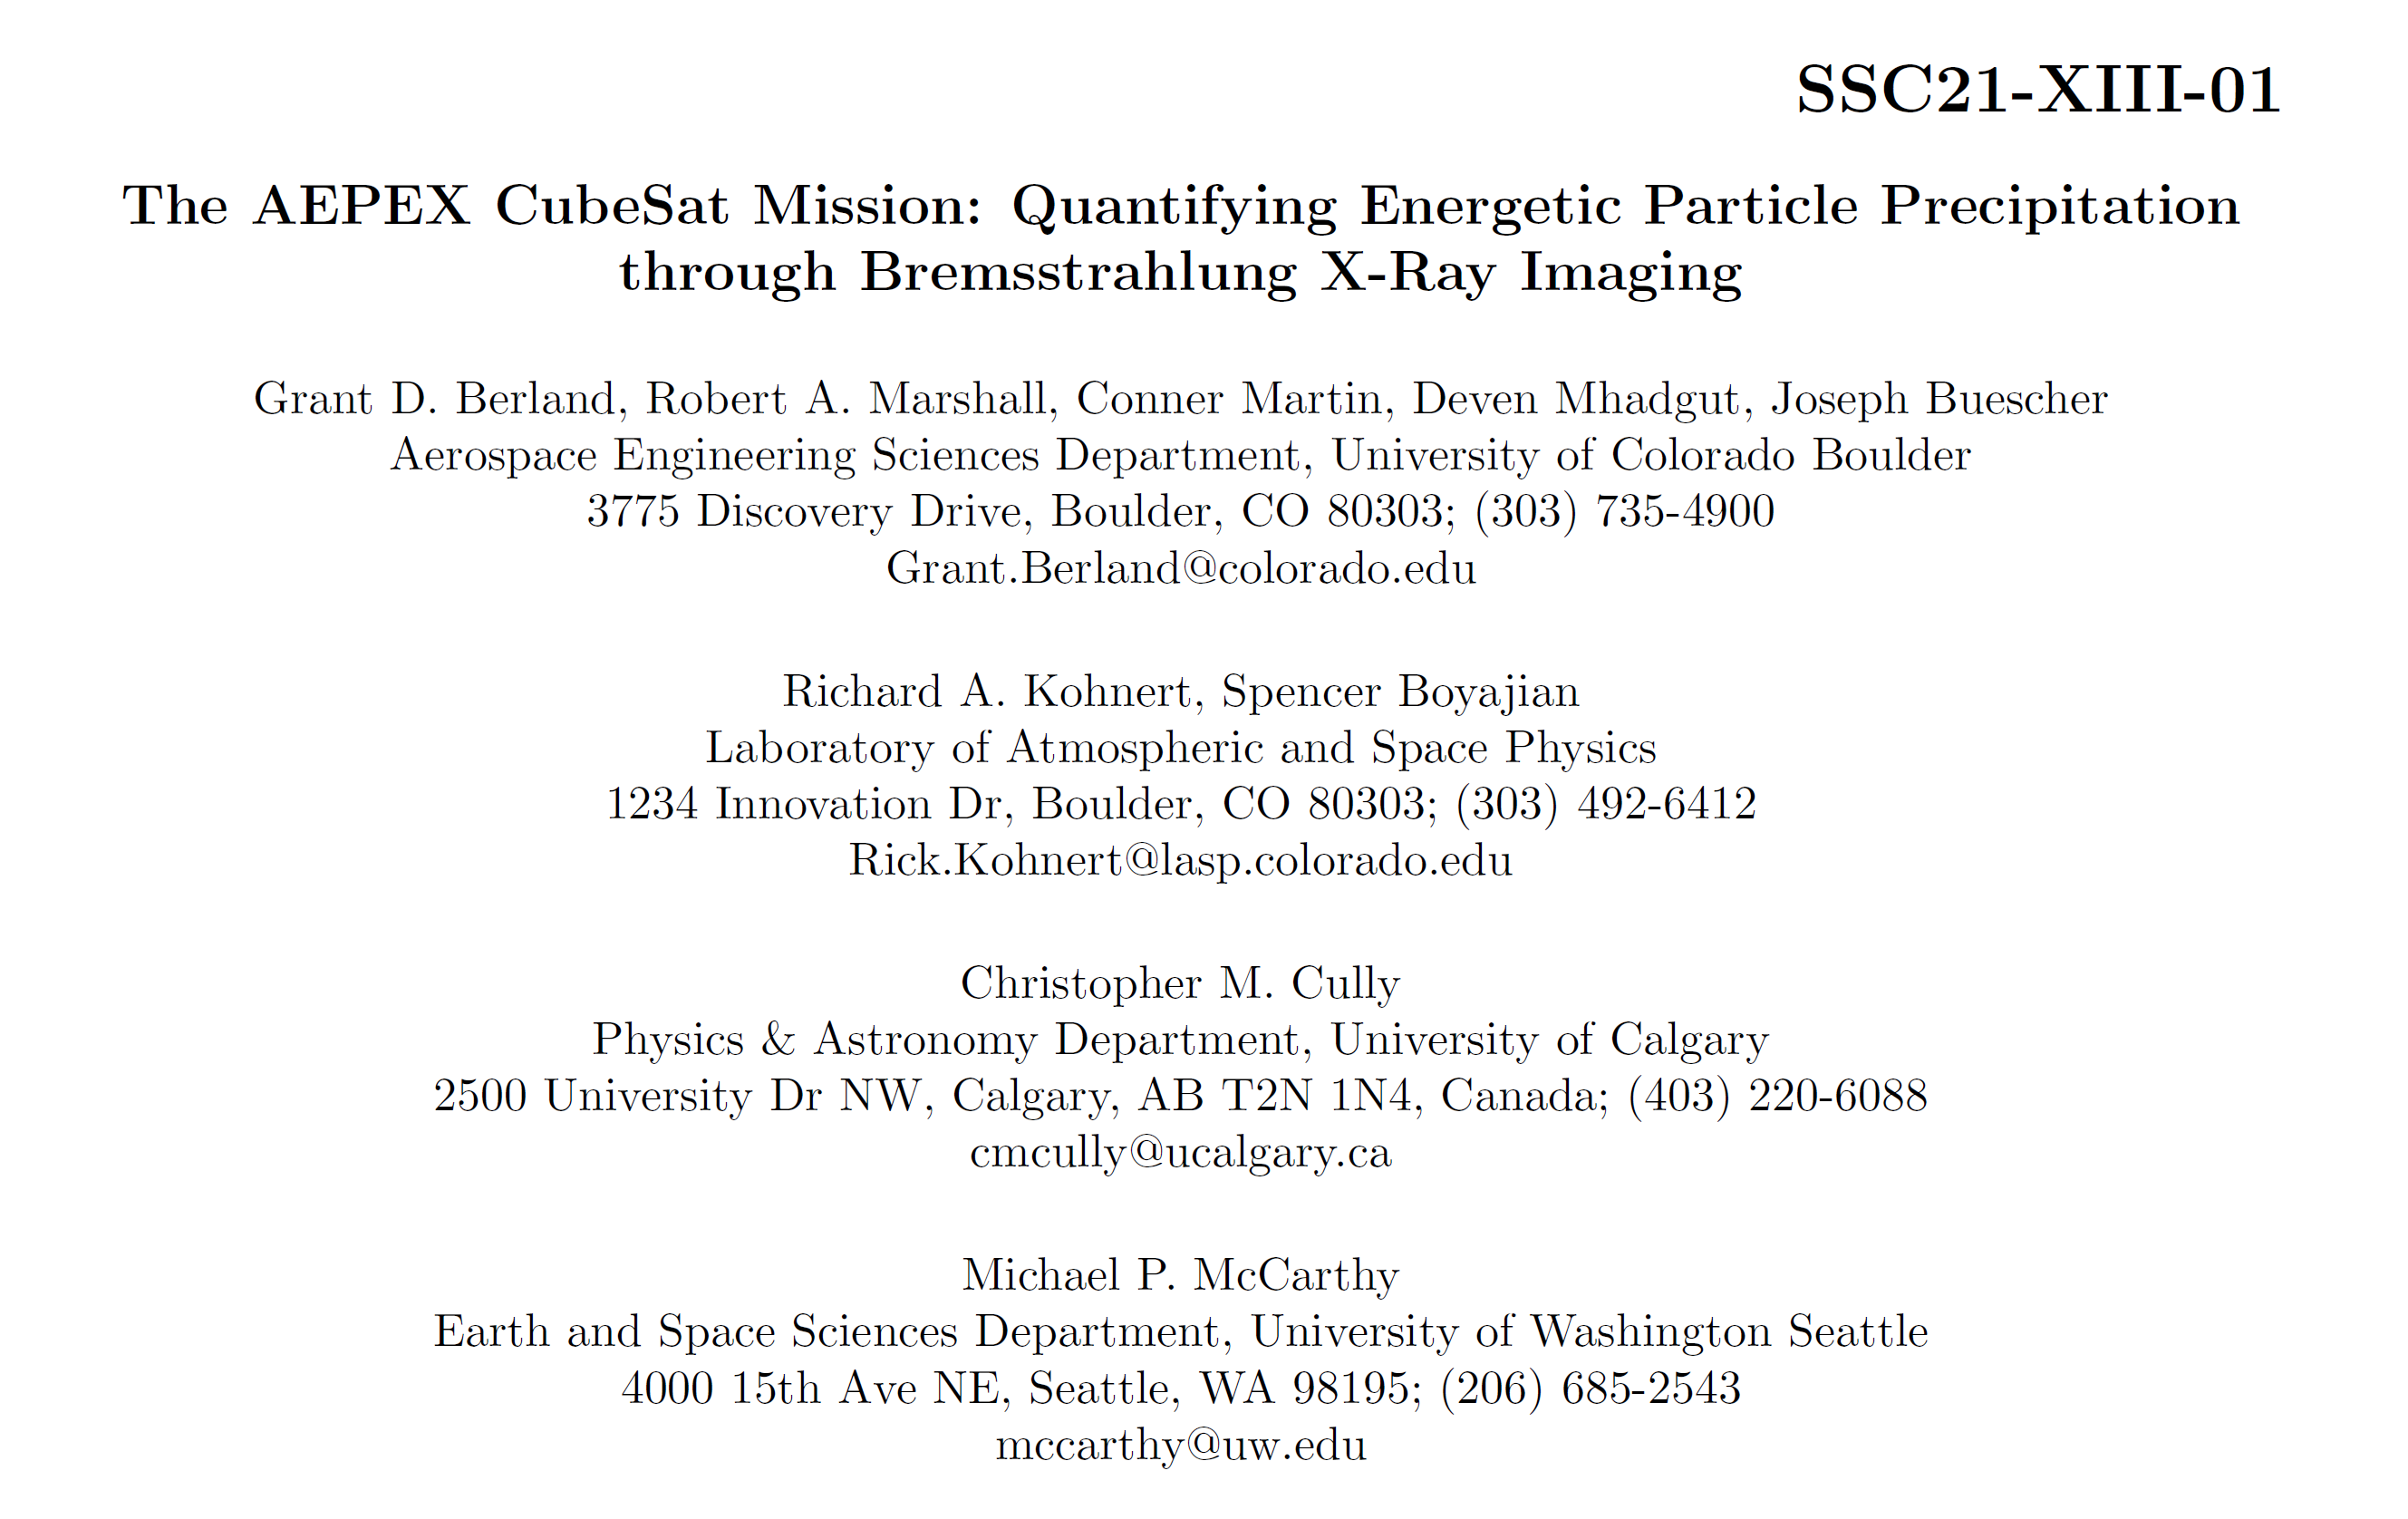 SSC21-XIII-01
The AEPEX CubeSat Mission: Quantifying Energetic Particle Precipitation
through Bremsstrahlung X-Ray Imaging
Grant D. Berland, Robert A. Marshall, Conner Martin, Deven Mhadgut, Joseph Buescher
Aerospace Engineering Sciences Department, University of Colorado Boulder
3775 Discovery Drive, Boulder, CO 80303; (303) 735-4900
Grant.Berland@colorado.edu
Richard A. Kohnert, Spencer Boyajian
Laboratory of Atmospheric and Space Physics
1234 Innovation Dr, Boulder, CO 80303; (303) 492-6412
Rick.Kohnert@lasp.colorado.edu
Christopher M. Cully
Physics & Astronomy Department, University of Calgary
2500 University Dr NW, Calgary, AB T2N 1N4, Canada; (403) 220-6088
cmcully@ucalgary.ca
Michael P. McCarthy
Earth and Space Sciences Department, University of Washington Seattle
4000 15th Ave NE, Seattle, WA 98195; (206) 685-2543
mccarthy@uw.edu